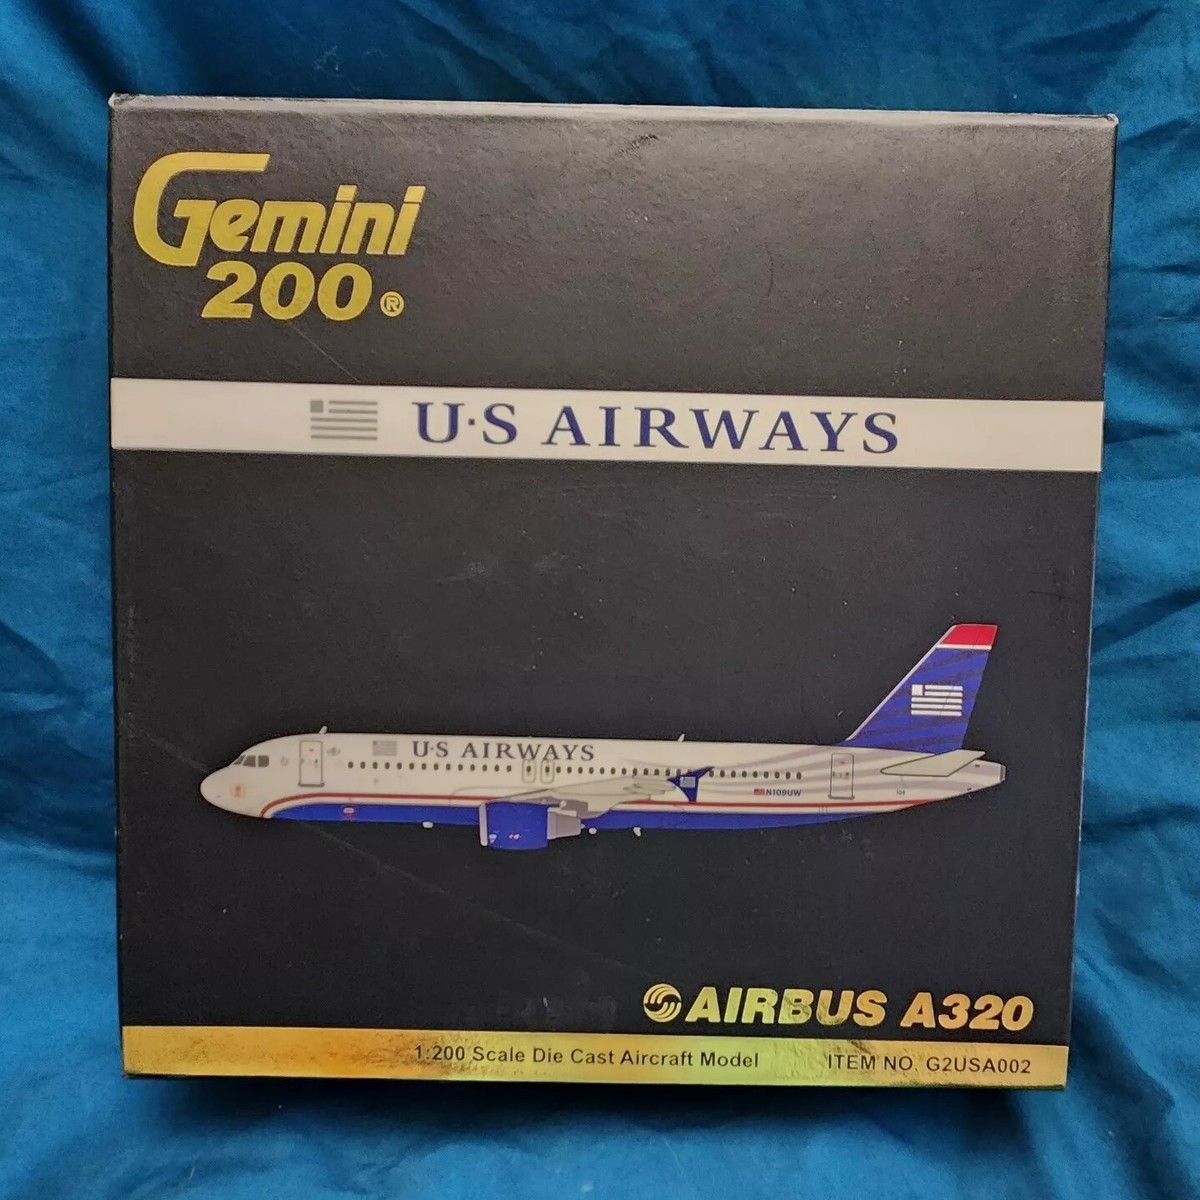 Gemini
200®
U·S AIRWAYS
U·S AIRWAYS
N109UW
AIRBUS A320
1:200 Scale Die Cast Aircraft Model
ITEM NO. G2USA002